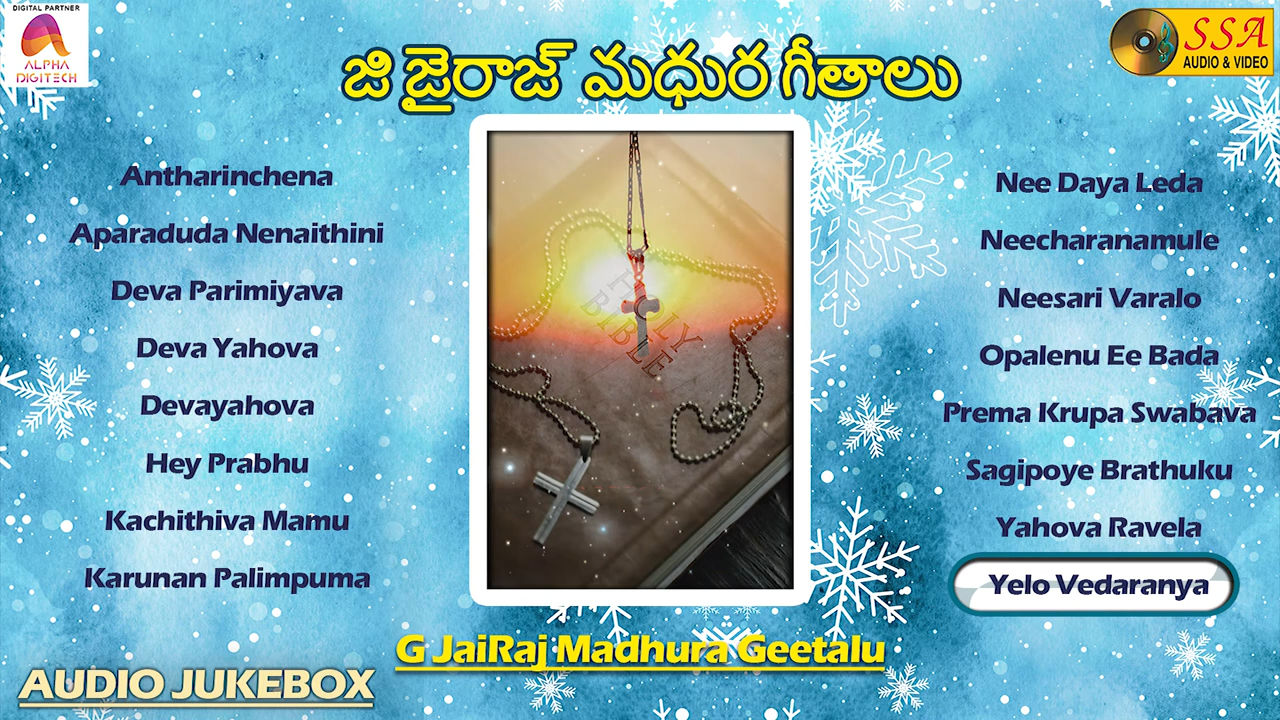 DIGITAL PARTNER
ALPHA
DIGITECH
SSA
AUDIO & VIDEO
జి జైరాజ్ మధుర గీతాలు
Antharinchena
Aparaduda Nenaithini
Deva Parimiyava
Deva Yahova
Devayahova
Hey Prabhu
Kachithiva Mamu
Karunan Palimpuma
HOLY
BIBLE
Nee Daya Leda
Neecharanamule
Neesari Varalo
Opalenu Ee Bada
Prema Krupa Swabava
Sagipoye Brathuku
Yahova Ravela
Yelo Vedaranya
G JaiRaj Madhura Geetalu
AUDIO JUKEBOX